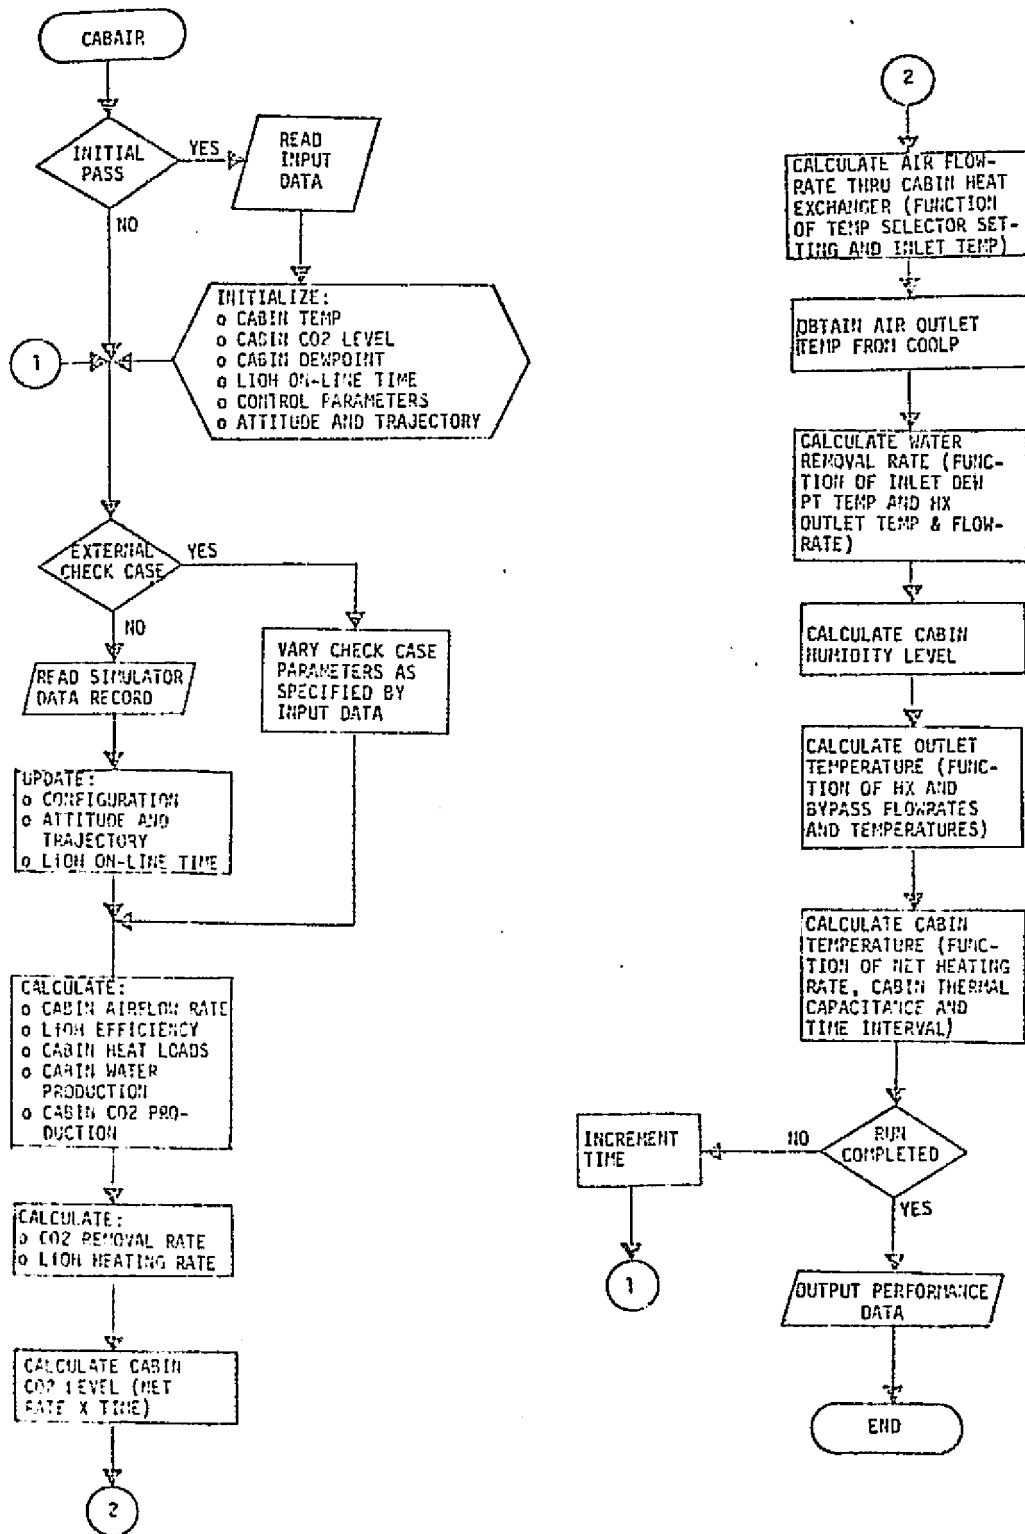 CABAIR
INITIAL
PASS
YES
READ
INPUT
DATA
NO
INITIALIZE:
o CABIN TEMP
o CABIN CO2 LEVEL
o CABIN DEWPOINT
o LIOH ON-LINE TIME
o CONTROL PARAMETERS
o ATTITUDE AND TRAJECTORY
1
EXTERNAL
CHECK CASE
YES
NO
READ SIMULATOR
DATA RECORD
VARY CHECK CASE
PARAMETERS AS
SPECIFIED BY
INPUT DATA
UPDATE:
o CONFIGURATION
o ATTITUDE AND
TRAJECTORY
o LIOH ON-LINE TIME
CALCULATE:
o CABIN AIRFLOW RATE
o LIOH EFFICIENCY
o CABIN HEAT LOADS
o CABIN WATER
PRODUCTION
o CABIN CO2 PRO-
DUCTION
CALCULATE:
o CO2 REMOVAL RATE
o LIOH HEATING RATE
CALCULATE CABIN
CO2 LEVEL (NET
RATE X TIME)
2
2
CALCULATE AIR FLOW-
RATE THRU CABIN HEAT
EXCHANGER (FUNCTION
OF TEMP SELECTOR SET-
TING AND INLET TEMP)
OBTAIN AIR OUTLET
TEMP FROM COOLP
CALCULATE WATER
REMOVAL RATE (FUNC-
TION OF INLET DEW
PT TEMP AND HX
OUTLET TEMP & FLOW-
RATE)
CALCULATE CABIN
HUMIDITY LEVEL
CALCULATE OUTLET
TEMPERATURE (FUNC-
TION OF HX AND
BYPASS FLOWRATES
AND TEMPERATURES)
CALCULATE CABIN
TEMPERATURE (FUNC-
TION OF NET HEATING
RATE, CABIN THERMAL
CAPACITANCE AND
TIME INTERVAL)
RUN
COMPLETED
NO
INCREMENT
TIME
1
YES
OUTPUT PERFORMANCE
DATA
END